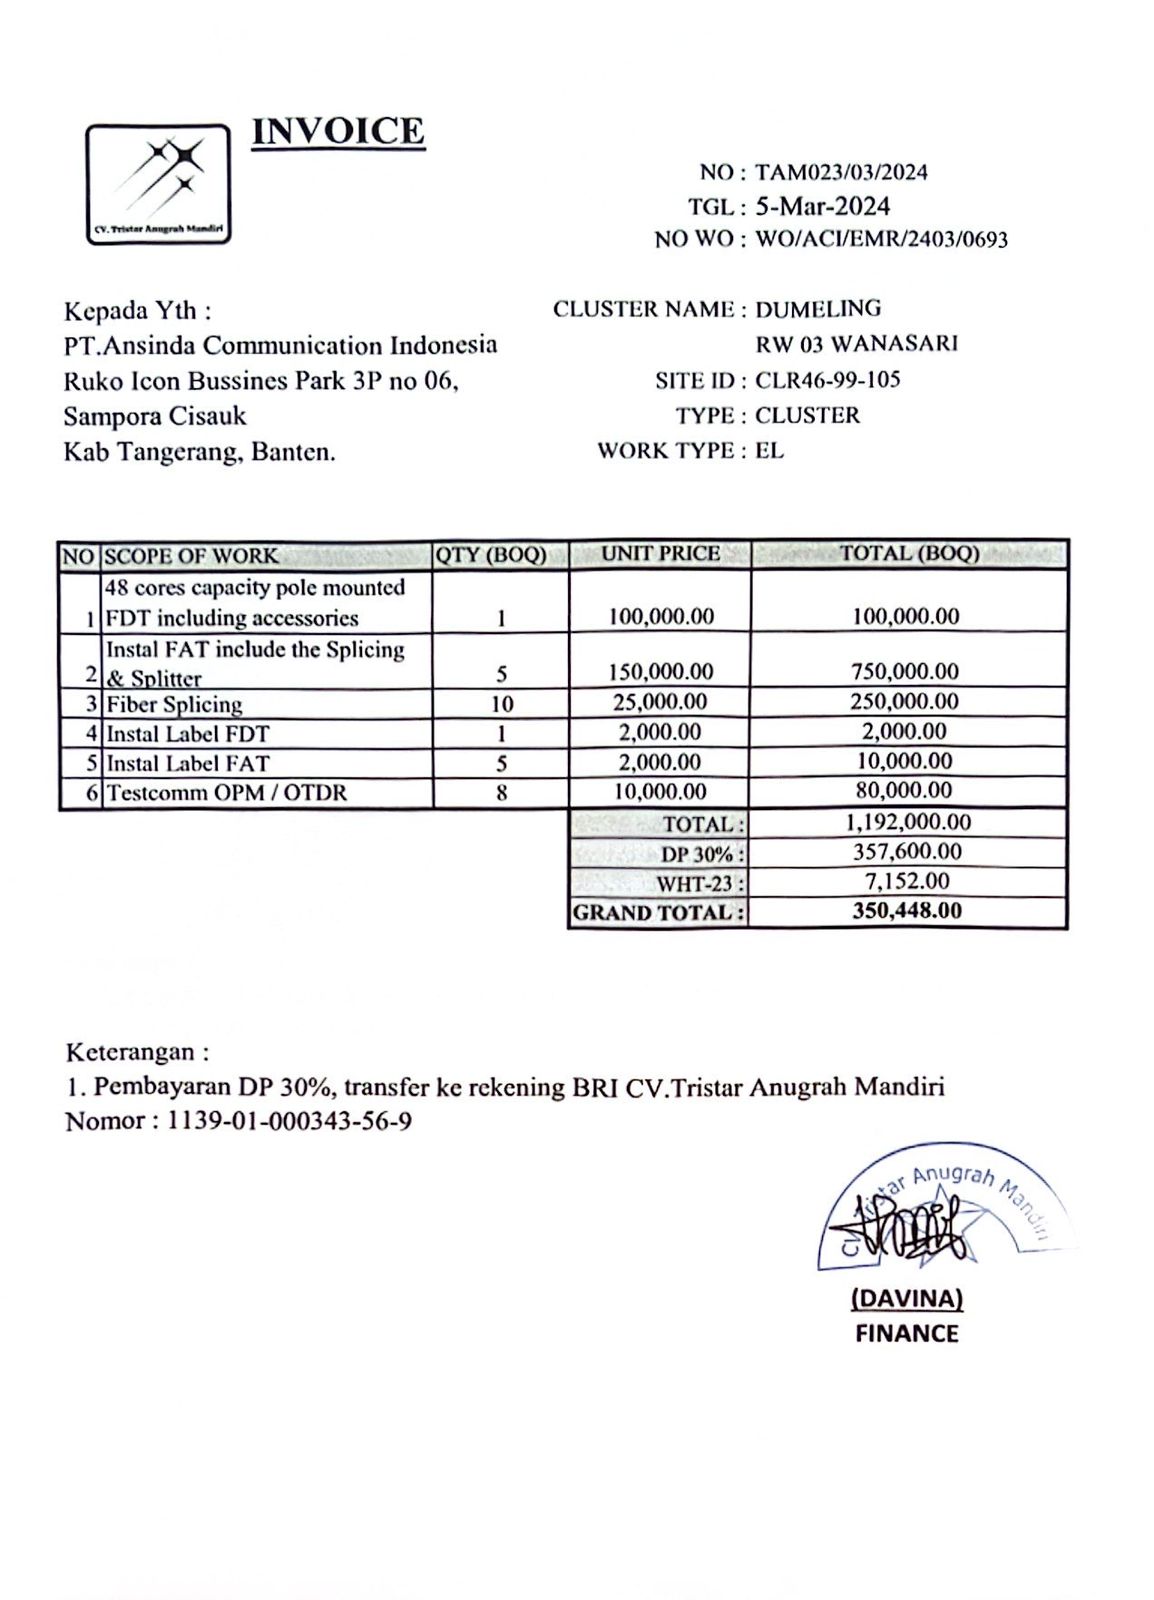 INVOICE
CV. Tristar Anugrah Mandiri
NO : TAM023/03/2024
TGL : 5-Mar-2024
NO WO : WO/ACI/EMR/2403/0693
Kepada Yth :
PT.Ansinda Communication Indonesia
Ruko Icon Bussines Park 3P no 06,
Sampora Cisauk
Kab Tangerang, Banten.
CLUSTER NAME : DUMELING
RW 03 WANASARI
SITE ID : CLR46-99-105
TYPE : CLUSTER
WORK TYPE : EL
NO SCOPE OF WORK QTY (BOQ) UNIT PRICE TOTAL (BOQ)
48 cores capacity pole mounted
1 FDT including accessories 1 100,000.00 100,000.00
Instal FAT include the Splicing
2 & Splitter 5 150,000.00 750,000.00
3 Fiber Splicing 10 25,000.00 250,000.00
4 Instal Label FDT 1 2,000.00 2,000.00
5 Instal Label FAT 5 2,000.00 10,000.00
6 Testcomm OPM / OTDR 8 10,000.00 80,000.00
TOTAL : 1,192,000.00
DP 30% : 357,600.00
WHT-23 : 7,152.00
GRAND TOTAL : 350,448.00
Keterangan :
1. Pembayaran DP 30%, transfer ke rekening BRI CV.Tristar Anugrah Mandiri
Nomor : 1139-01-000343-56-9
CV Tristar Anugrah Mandiri
(DAVINA)
FINANCE